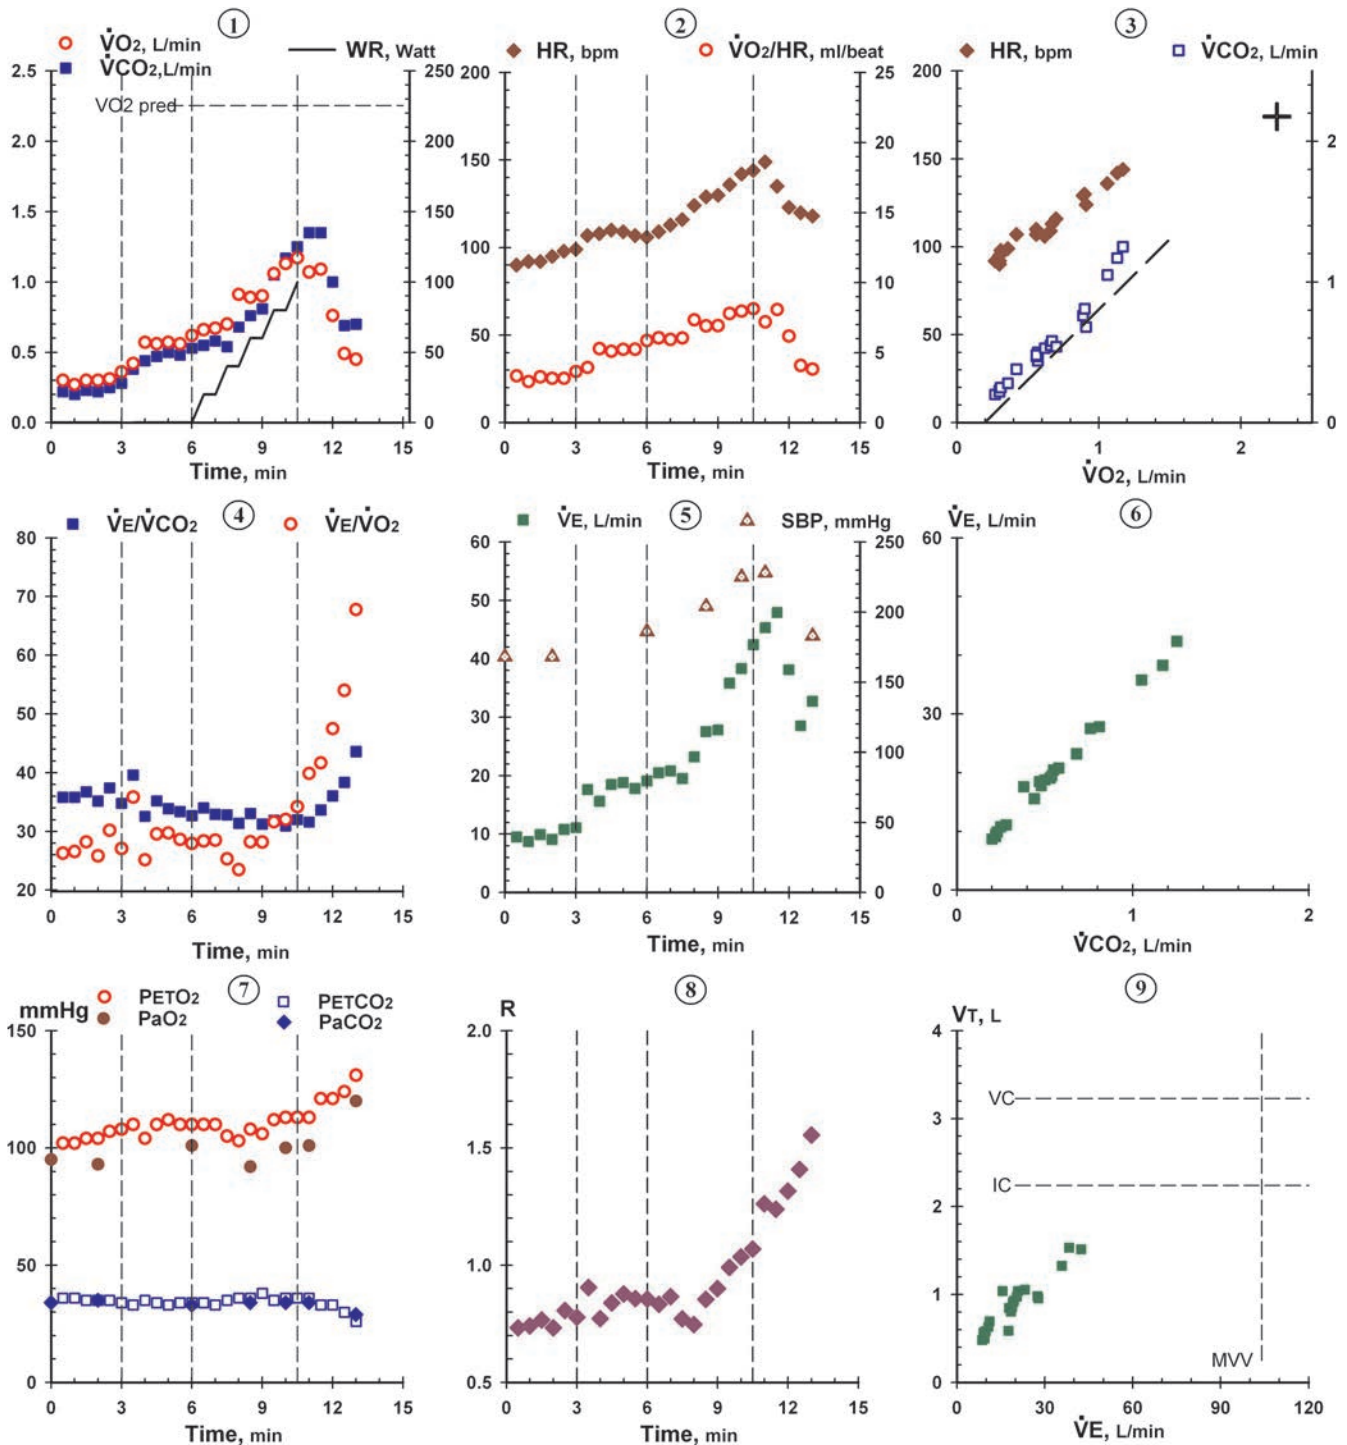 ① ② ③
V̇O2, L/min WR, Watt HR, bpm V̇O2/HR, ml/beat HR, bpm V̇CO2, L/min
V̇CO2,L/min
2.5 250 200 25 200
VO2 pred
2.0 200 20 2
150 150
1.5 150 15
100 100
1.0 100 10 1
50 50
0.5 50 5
0.0 0 0 0 0 0
0 3 6 9 12 15 0 3 6 9 12 15 0 1 2
Time, min Time, min V̇O2, L/min
④ ⑤ ⑥
V̇E/V̇CO2 V̇E/V̇O2 V̇E, L/min SBP, mmHg V̇E, L/min
80 60 250 60
70 50 200
60 40 150
50 30 30
40 20 100
30 10 50
20 0 0 0
0 3 6 9 12 15 0 3 6 9 12 15 0 1 2
Time, min Time, min V̇CO2, L/min
⑦ ⑧ ⑨
mmHg PETO2 PETCO2 R VT, L
PaO2 PaCO2
150 2.0 4
VC
3
100 1.5
IC
2
50 1.0
1
MVV
0 0.5 0
0 3 6 9 12 15 0 3 6 9 12 15 0 30 60 90 120
Time, min Time, min V̇E, L/min